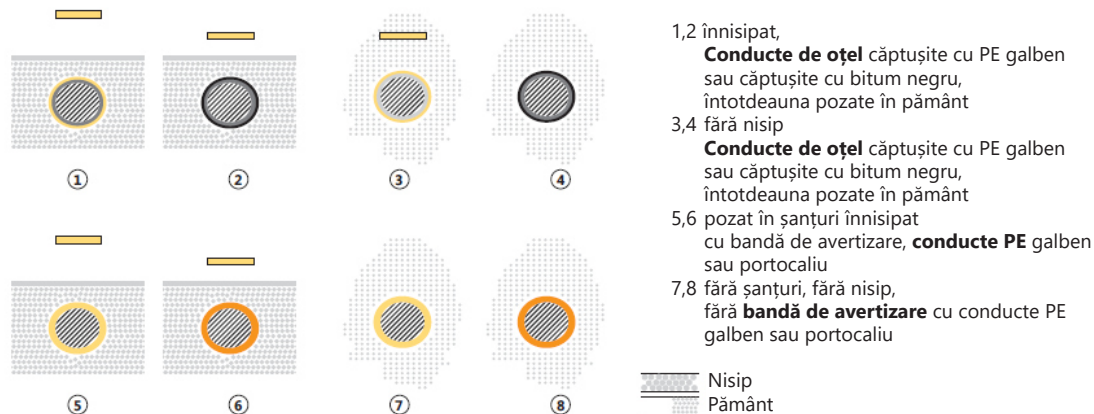 ① ② ③ ④
⑤ ⑥ ⑦ ⑧
1,2 înnisipat,
Conducte de oțel căptușite cu PE galben
sau căptușite cu bitum negru,
întotdeauna pozate în pământ
3,4 fără nisip
Conducte de oțel căptușite cu PE galben
sau căptușite cu bitum negru,
întotdeauna pozate în pământ
5,6 pozat în șanțuri înnisipat
cu bandă de avertizare, conducte PE galben
sau portocaliu
7,8 fără șanțuri, fără nisip,
fără bandă de avertizare cu conducte PE
galben sau portocaliu
Nisip
Pământ